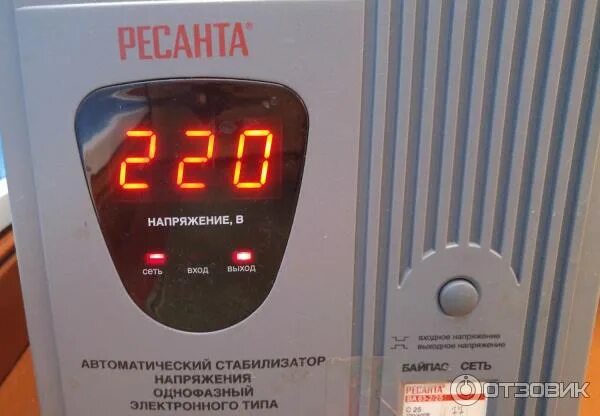 РЕСАНТА®
220
НАПРЯЖЕНИЕ, В
сеть вход выход
входное напряжение
выходное напряжение
БАЙПАС СЕТЬ
АВТОМАТИЧЕСКИЙ СТАБИЛИЗАТОР
НАПРЯЖЕНИЯ
ОДНОФАЗНЫЙ
ЭЛЕКТРОННОГО ТИПА
РЕСАНТА
ОТЗОВИК